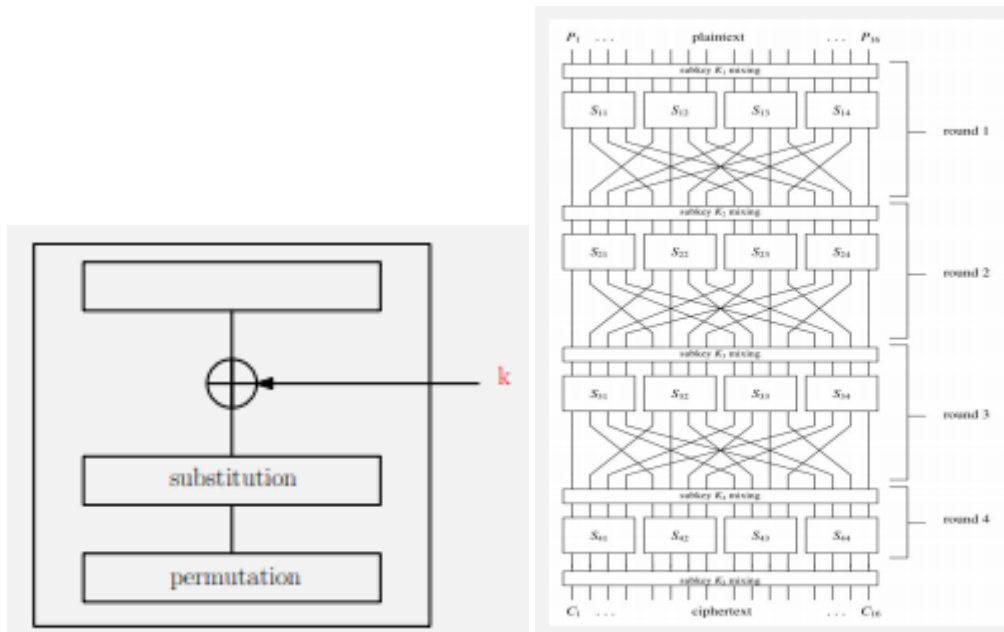 k
substitution
permutation
P1 ... plaintext ... P16
subkey K1 mixing
S11 S12 S13 S14
round 1
subkey K2 mixing
S21 S22 S23 S24
round 2
subkey K3 mixing
S31 S32 S33 S34
round 3
subkey K4 mixing
S41 S42 S43 S44
round 4
subkey mixing
C1 ... ciphertext ... C16